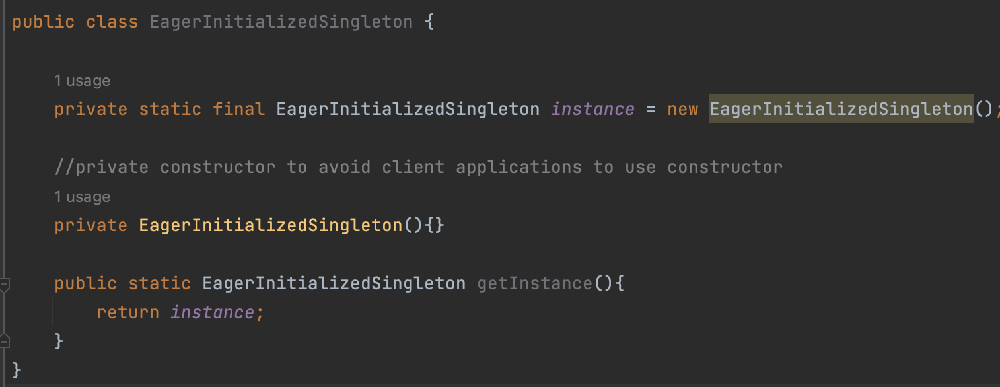 public class EagerInitializedSingleton {
1 usage
private static final EagerInitializedSingleton instance = new EagerInitializedSingleton();
//private constructor to avoid client applications to use constructor
1 usage
private EagerInitializedSingleton(){}
public static EagerInitializedSingleton getInstance(){
return instance;
}
}